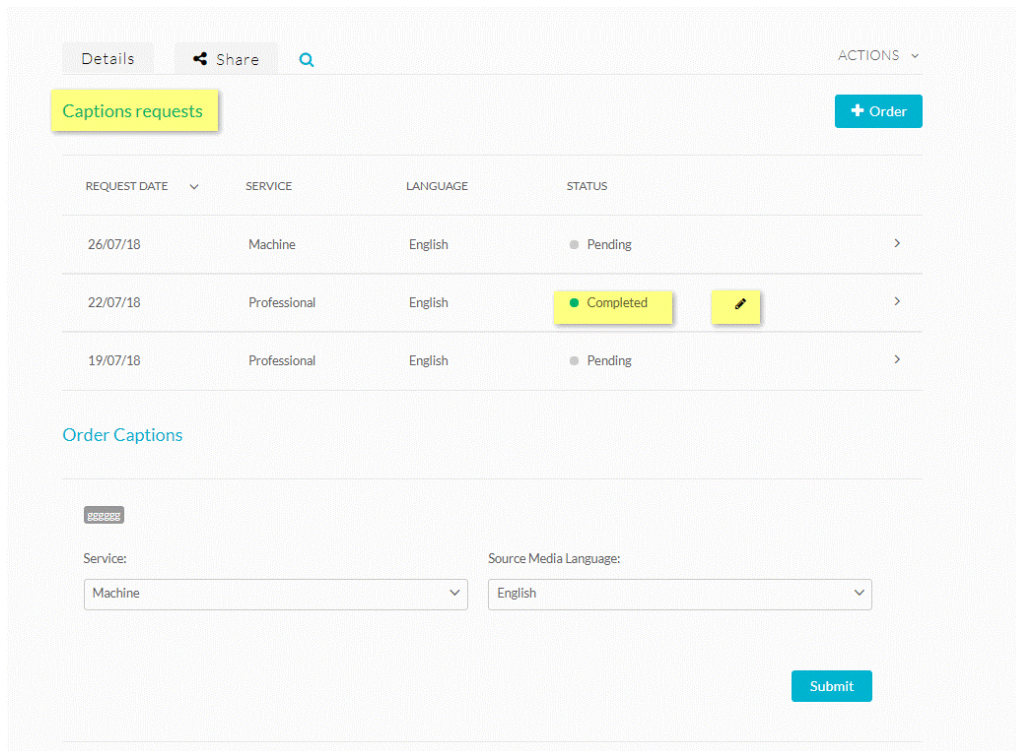 Details Share ACTIONS
Captions requests
Order
REQUEST DATE SERVICE LANGUAGE STATUS
26/07/18 Machine English Pending
22/07/18 Professional English Completed
19/07/18 Professional English Pending
Order Captions
gggggg
Service: Source Media Language:
Machine English
Submit